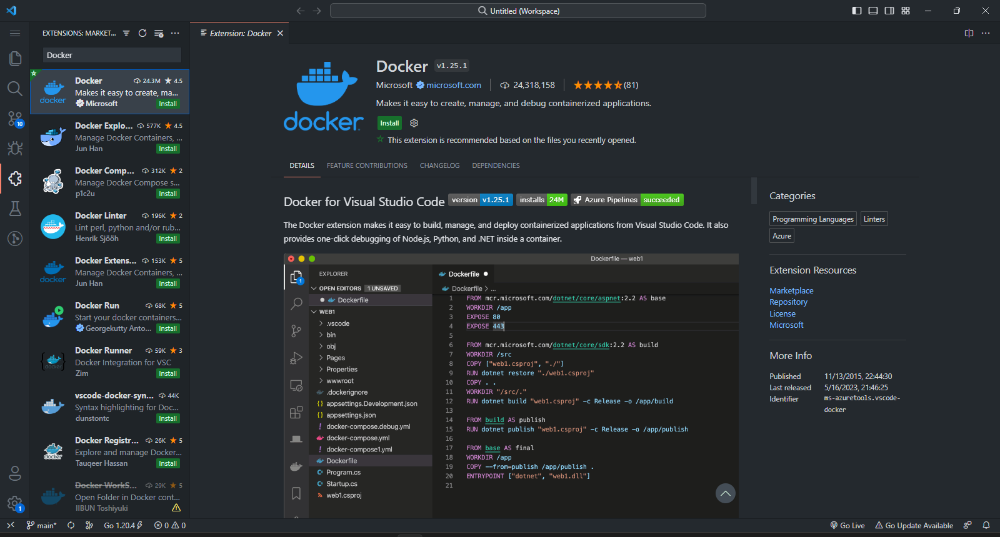 Untitled (Workspace)
EXTENSIONS: MARKET...
Docker
Docker 24.3M 4.5
Makes it easy to create, ma...
Microsoft Install
Docker Explo... 577K 4.5
Manage Docker Containers, ...
Jun Han Install
Docker Comp... 312K 2
Manage Docker Compose s...
p1c2u Install
Docker Linter 196K 2
Lint perl, python and/or rub...
Henrik Sjööh Install
Docker Extens... 153K 5
Manage Docker Containers, ...
Jun Han Install
Docker Run 68K 5
Start your docker containers...
Georgekutty Anto... Install
Docker Runner 59K 3
Docker Integration for VSC
Zim Install
vscode-docker-syn... 44K
Syntax highlighting for Doc...
dunstontc Install
Docker Registr... 26K 5
Explore and manage Docker...
Tauqeer Hassan Install
Docker WorkS... 29K 5
Open Folder in Docker cont...
IIBUN Toshiyuki
docker
docker
docker
docker
10
1
Extension: Docker
docker
Docker v1.25.1
Microsoft microsoft.com 24,318,158 (81)
Makes it easy to create, manage, and debug containerized applications.
Install
This extension is recommended based on the files you recently opened.
DETAILS FEATURE CONTRIBUTIONS CHANGELOG DEPENDENCIES
Docker for Visual Studio Code version v1.25.1 installs 24M Azure Pipelines succeeded
The Docker extension makes it easy to build, manage, and deploy containerized applications from Visual Studio Code. It also
provides one-click debugging of Node.js, Python, and .NET inside a container.
Dockerfile — web1
EXPLORER
1
OPEN EDITORS 1 UNSAVED
Dockerfile
WEB1
.vscode
bin
obj
Pages
Properties
wwwroot
.dockerignore
appsettings.Development.json
appsettings.json
docker-compose.debug.yml
docker-compose.yml
docker-compose1.yml
Dockerfile
Program.cs
Startup.cs
web1.csproj
Dockerfile
Dockerfile > ...
1 FROM mcr.microsoft.com/dotnet/core/aspnet:2.2 AS base
2 WORKDIR /app
3 EXPOSE 80
4 EXPOSE 443
5
6 FROM mcr.microsoft.com/dotnet/core/sdk:2.2 AS build
7 WORKDIR /src
8 COPY ["web1.csproj", "./"]
9 RUN dotnet restore "./web1.csproj"
10 COPY . .
11 WORKDIR "/src/."
12 RUN dotnet build "web1.csproj" -c Release -o /app/build
13
14 FROM build AS publish
15 RUN dotnet publish "web1.csproj" -c Release -o /app/publish
16
17 FROM base AS final
18 WORKDIR /app
19 COPY --from=publish /app/publish .
20 ENTRYPOINT ["dotnet", "web1.dll"]
21
Categories
Programming Languages Linters
Azure
Extension Resources
Marketplace
Repository
License
Microsoft
More Info
Published 11/13/2015, 22:44:30
Last released 5/16/2023, 21:46:25
Identifier ms-azuretools.vscode-
docker
main* Go 1.20.4 0 0 Go Live Go Update Available